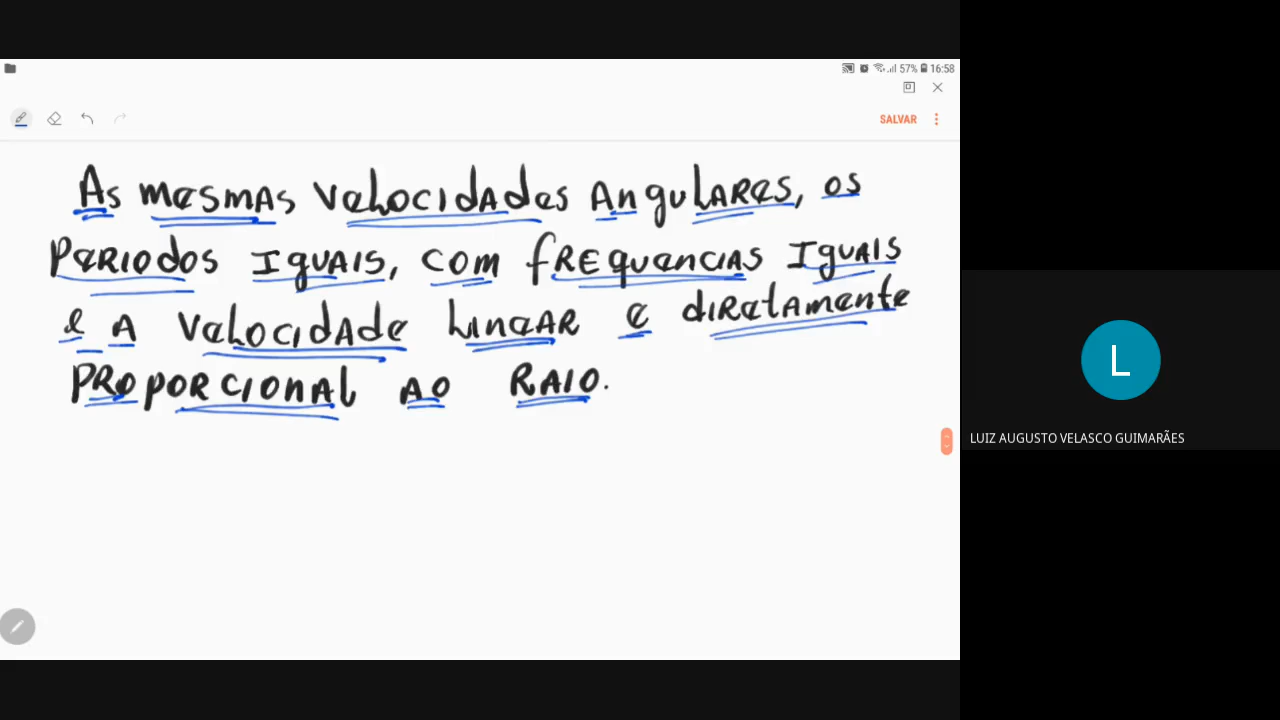 57% 16:58
SALVAR
As mesmas velocidades angulares, os
periodos iguais, com frequencias iguais
e a velocidade linear e diretamente
proporcional ao raio.
L
LUIZ AUGUSTO VELASCO GUIMARÃES